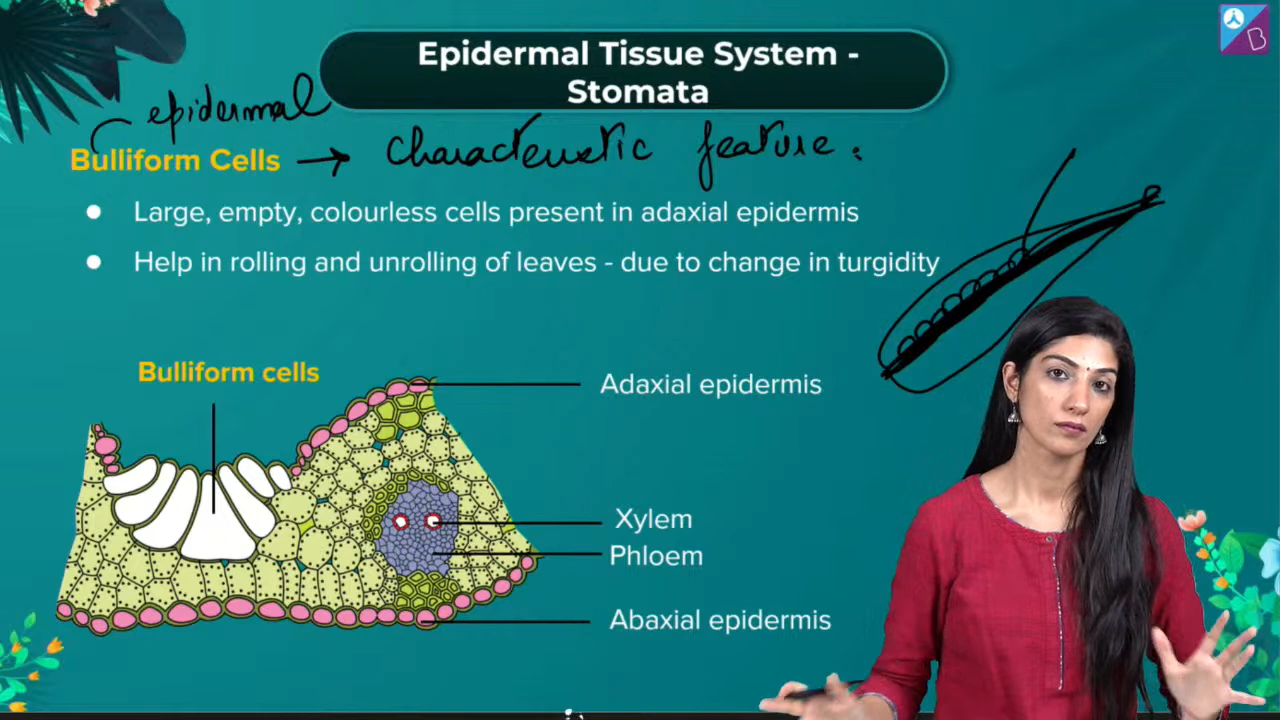 Epidermal Tissue System -
Stomata
epidermal
Bulliform Cells → characteristic feature:
● Large, empty, colourless cells present in adaxial epidermis
● Help in rolling and unrolling of leaves - due to change in turgidity
Bulliform cells
Adaxial epidermis
Xylem
Phloem
Abaxial epidermis
B